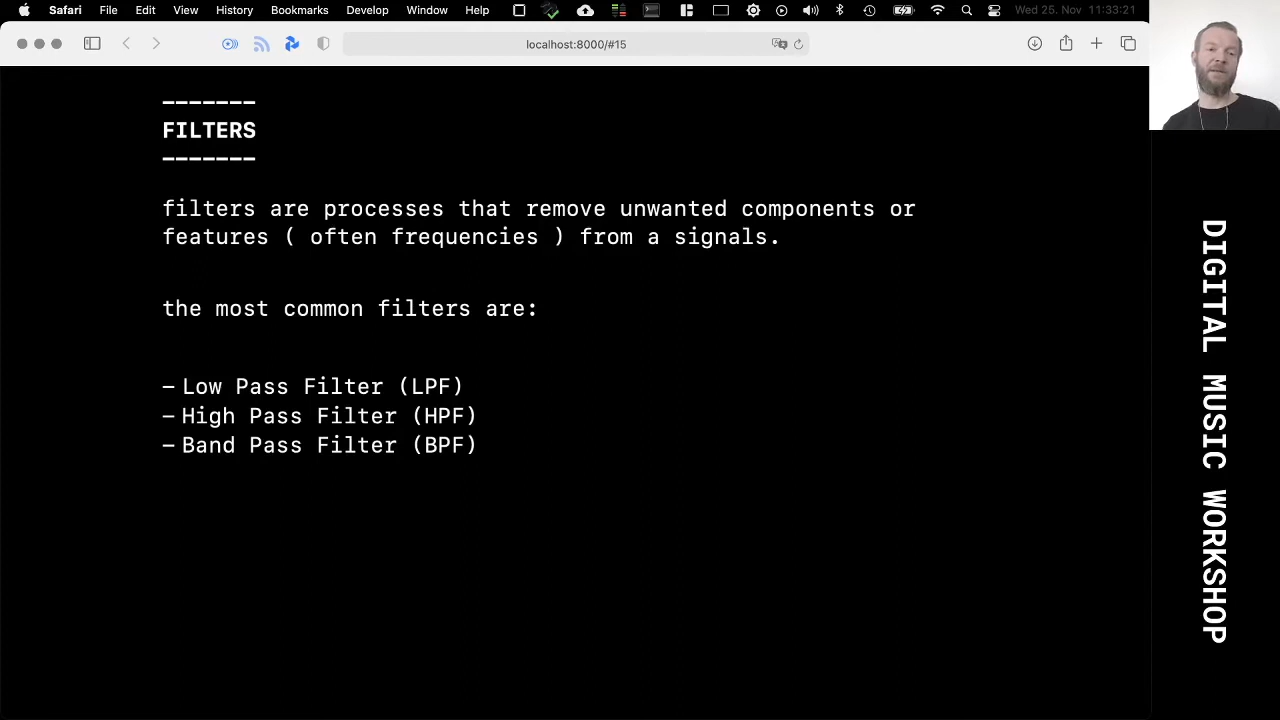 Safari File Edit View History Bookmarks Develop Window Help Wed 25. Nov 11:33:21
localhost:8000/#15
-------
FILTERS
-------
filters are processes that remove unwanted components or
features ( often frequencies ) from a signals.
the most common filters are:
- Low Pass Filter (LPF)
- High Pass Filter (HPF)
- Band Pass Filter (BPF)
DIGITAL MUSIC WORKSHOP